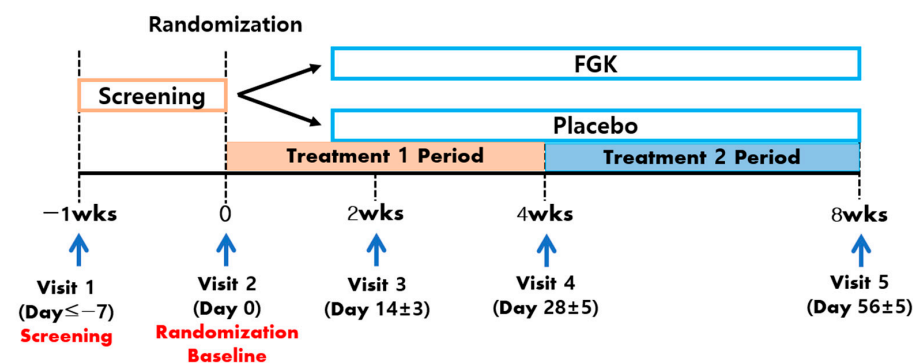 Randomization
FGK
Screening
Placebo
Treatment 1 Period
Treatment 2 Period
−1wks
0
2wks
4wks
8wks
Visit 1
(Day≤−7)
Screening
Visit 2
(Day 0)
Randomization
Baseline
Visit 3
(Day 14±3)
Visit 4
(Day 28±5)
Visit 5
(Day 56±5)